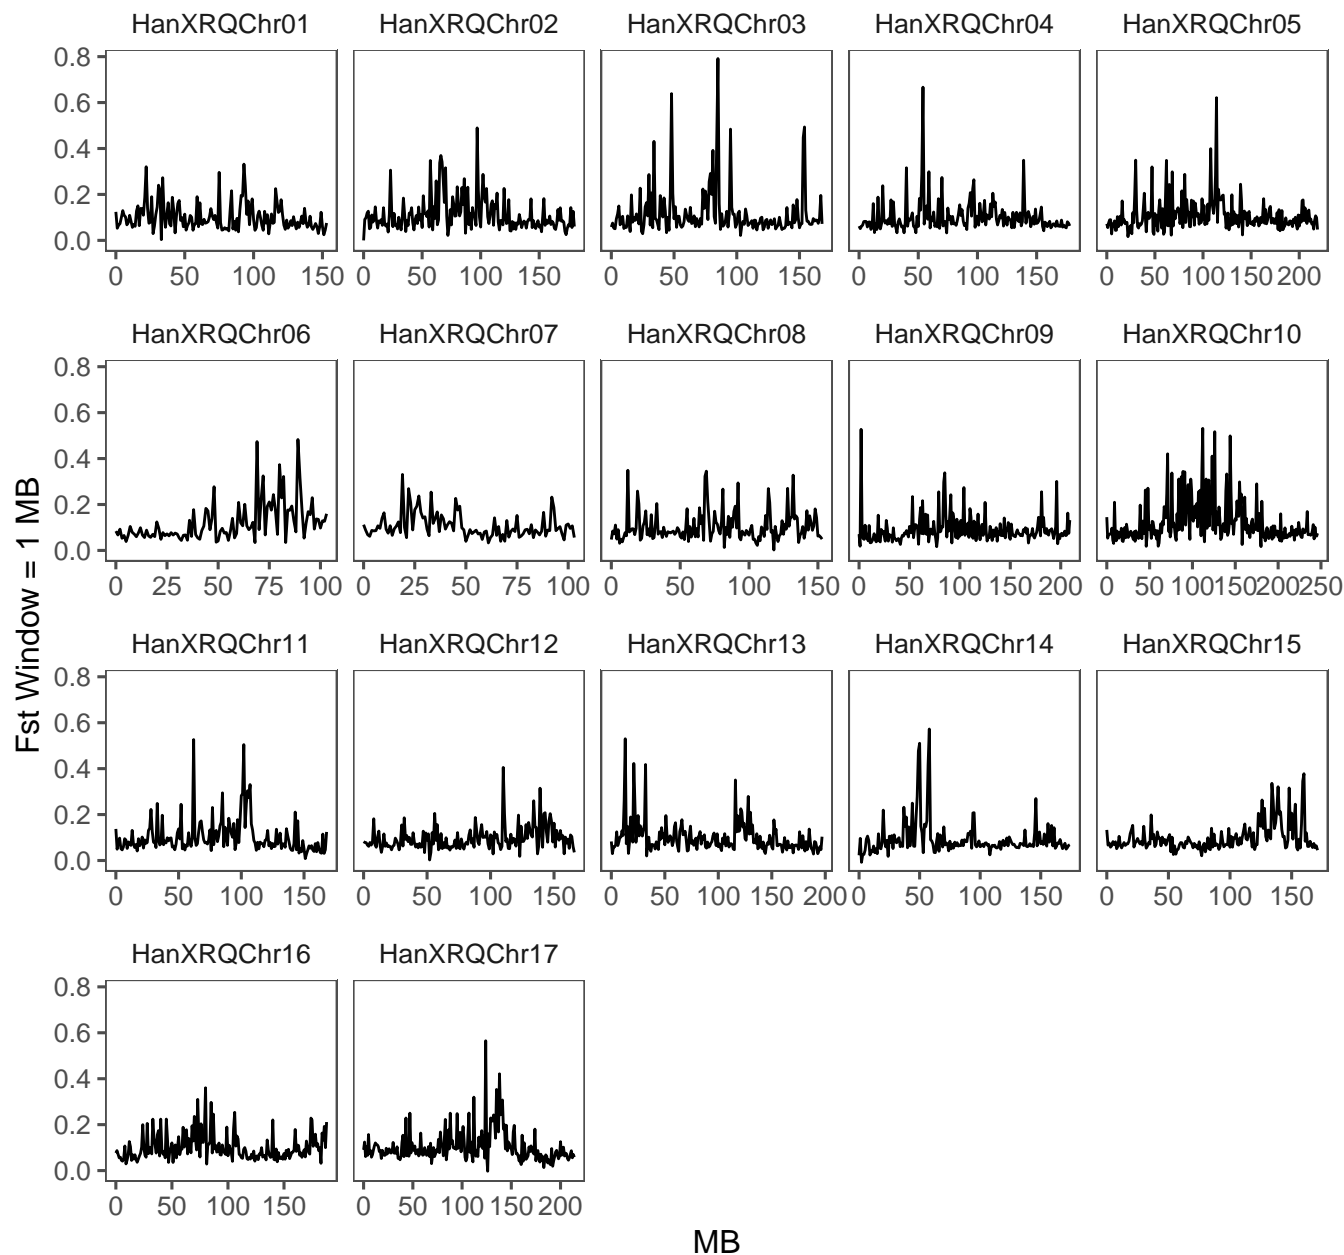 HanXRQChr01 HanXRQChr02 HanXRQChr03 HanXRQChr04 HanXRQChr05
0.8
0.6
0.4
0.2
0.0
0 50 100 150 0 50 100 150 0 50 100 150 0 50 100 150 0 50 100 150 200
HanXRQChr06 HanXRQChr07 HanXRQChr08 HanXRQChr09 HanXRQChr10
0.8
0.6
0.4
0.2
0.0
0 25 50 75 100 0 25 50 75 100 0 50 100 150 0 50 100 150 200 0 50 100 150 200 250
Fst Window = 1 MB
HanXRQChr11 HanXRQChr12 HanXRQChr13 HanXRQChr14 HanXRQChr15
0.8
0.6
0.4
0.2
0.0
0 50 100 150 0 50 100 150 0 50 100 150 200 0 50 100 150 0 50 100 150
HanXRQChr16 HanXRQChr17
0.8
0.6
0.4
0.2
0.0
0 50 100 150 0 50 100 150 200
MB